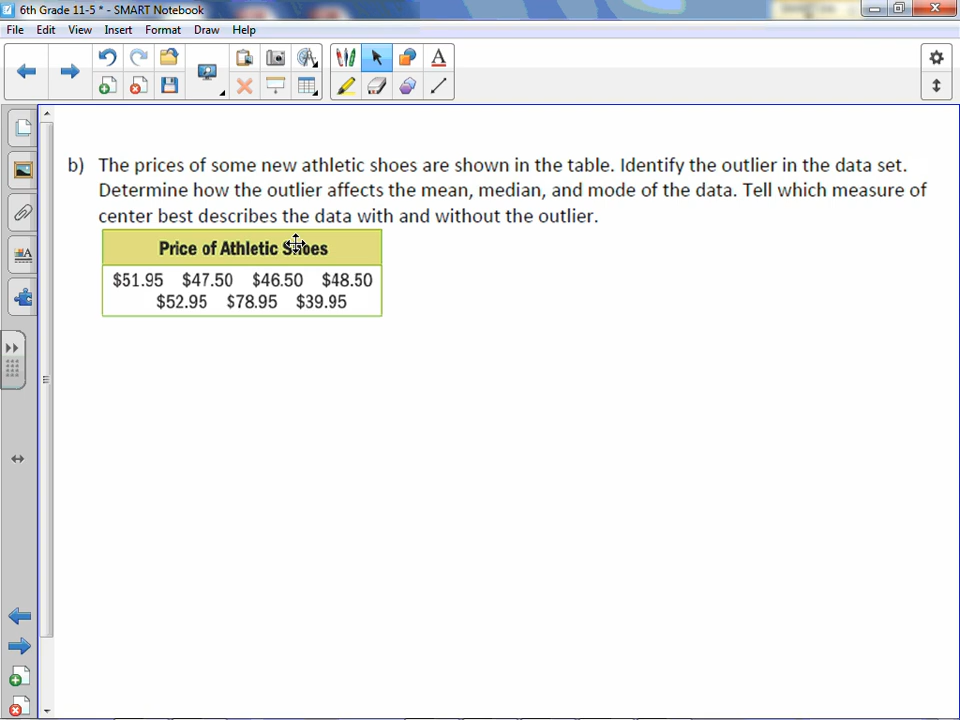 6th Grade 11-5 * - SMART Notebook
File Edit View Insert Format Draw Help
b) The prices of some new athletic shoes are shown in the table. Identify the outlier in the data set.
Determine how the outlier affects the mean, median, and mode of the data. Tell which measure of
center best describes the data with and without the outlier.
Price of Athletic Shoes
$51.95 $47.50 $46.50 $48.50
$52.95 $78.95 $39.95